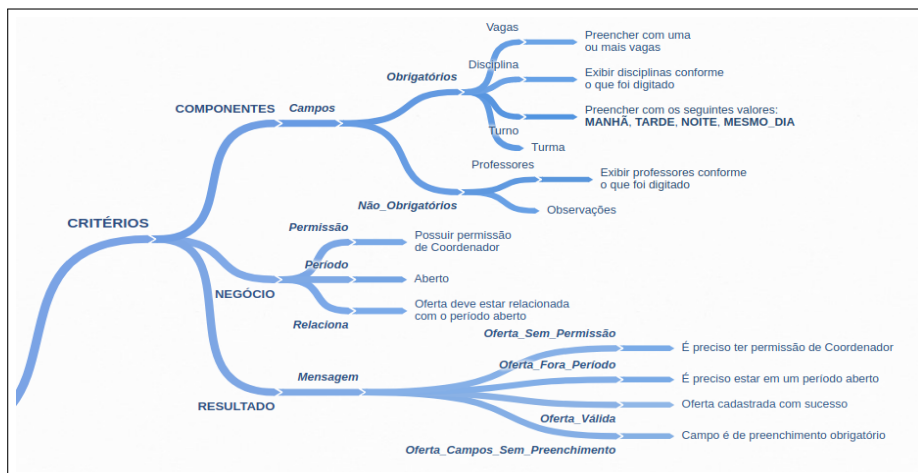 CRITÉRIOS
COMPONENTES
Campos
Obrigatórios
Vagas
Preencher com uma
ou mais vagas
Disciplina
Exibir disciplinas conforme
o que foi digitado
Preencher com os seguintes valores:
MANHÃ, TARDE, NOITE, MESMO_DIA
Turno
Turma
Não_Obrigatórios
Professores
Exibir professores conforme
o que foi digitado
Observações
NEGÓCIO
Permissão
Possuir permissão
de Coordenador
Período
Aberto
Relaciona
Oferta deve estar relacionada
com o período aberto
RESULTADO
Mensagem
Oferta_Sem_Permissão
É preciso ter permissão de Coordenador
Oferta_Fora_Período
É preciso estar em um período aberto
Oferta_Válida
Oferta cadastrada com sucesso
Oferta_Campos_Sem_Preenchimento
Campo é de preenchimento obrigatório